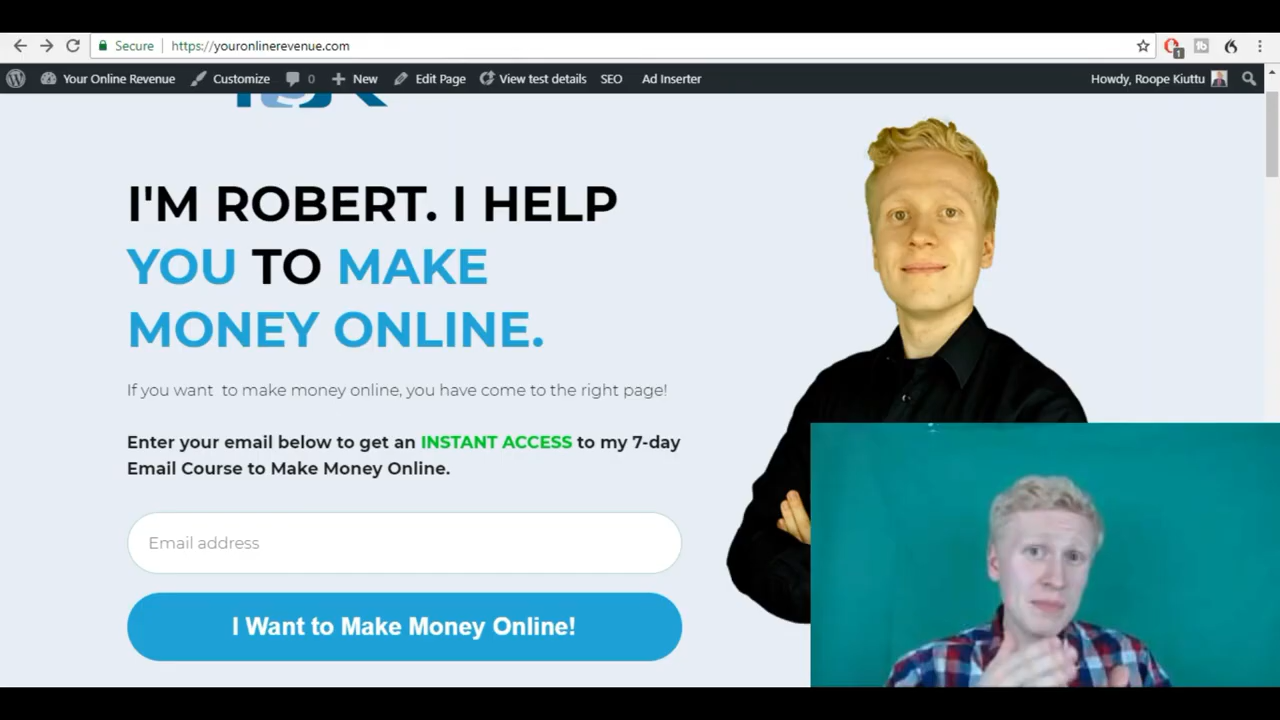 Secure
https://youronlinerevenue.com
1
Your Online Revenue
Customize
0
New
Edit Page
View test details
SEO
Ad Inserter
Howdy, Roope Kiuttu
I'M ROBERT. I HELP
YOU TO MAKE
MONEY ONLINE.
If you want to make money online, you have come to the right page!
Enter your email below to get an INSTANT ACCESS to my 7-day
Email Course to Make Money Online.
Email address
I Want to Make Money Online!